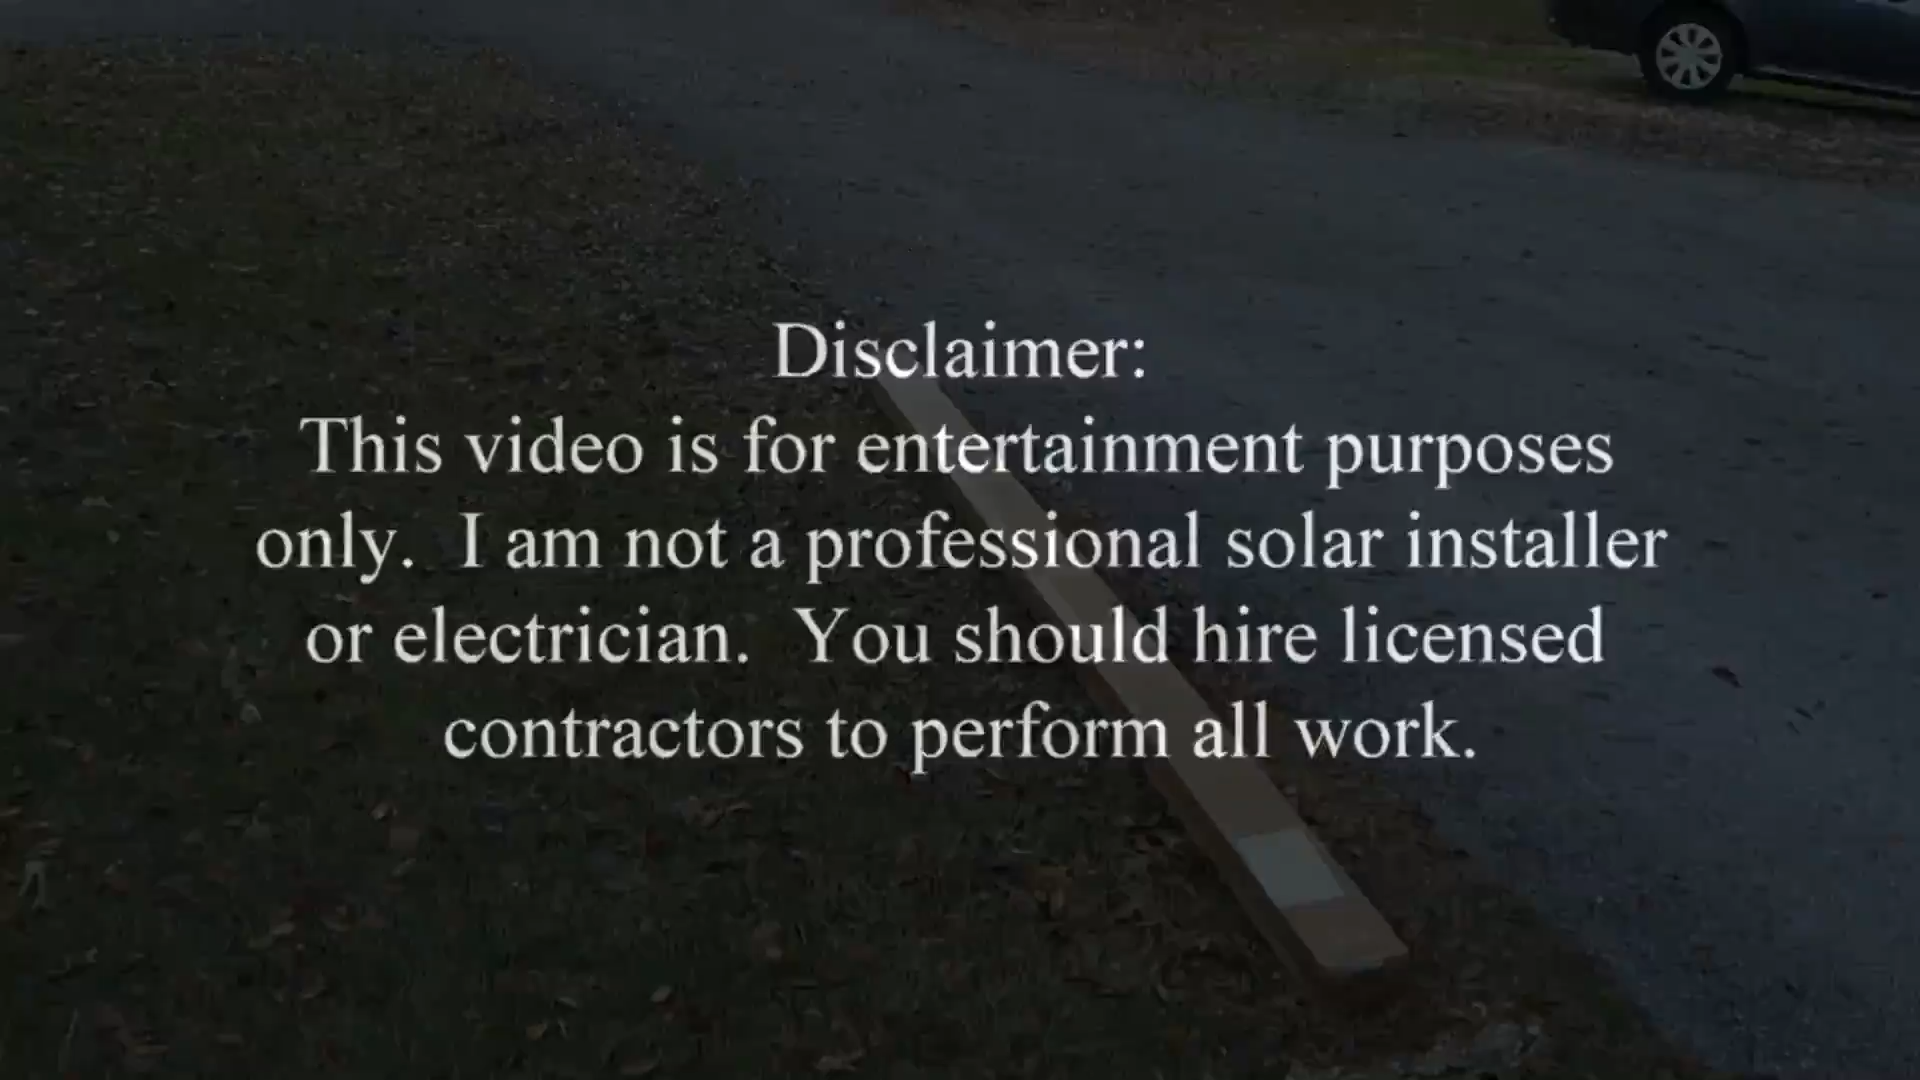 Disclaimer:
This video is for entertainment purposes
only.  I am not a professional solar installer
or electrician.  You should hire licensed
contractors to perform all work.